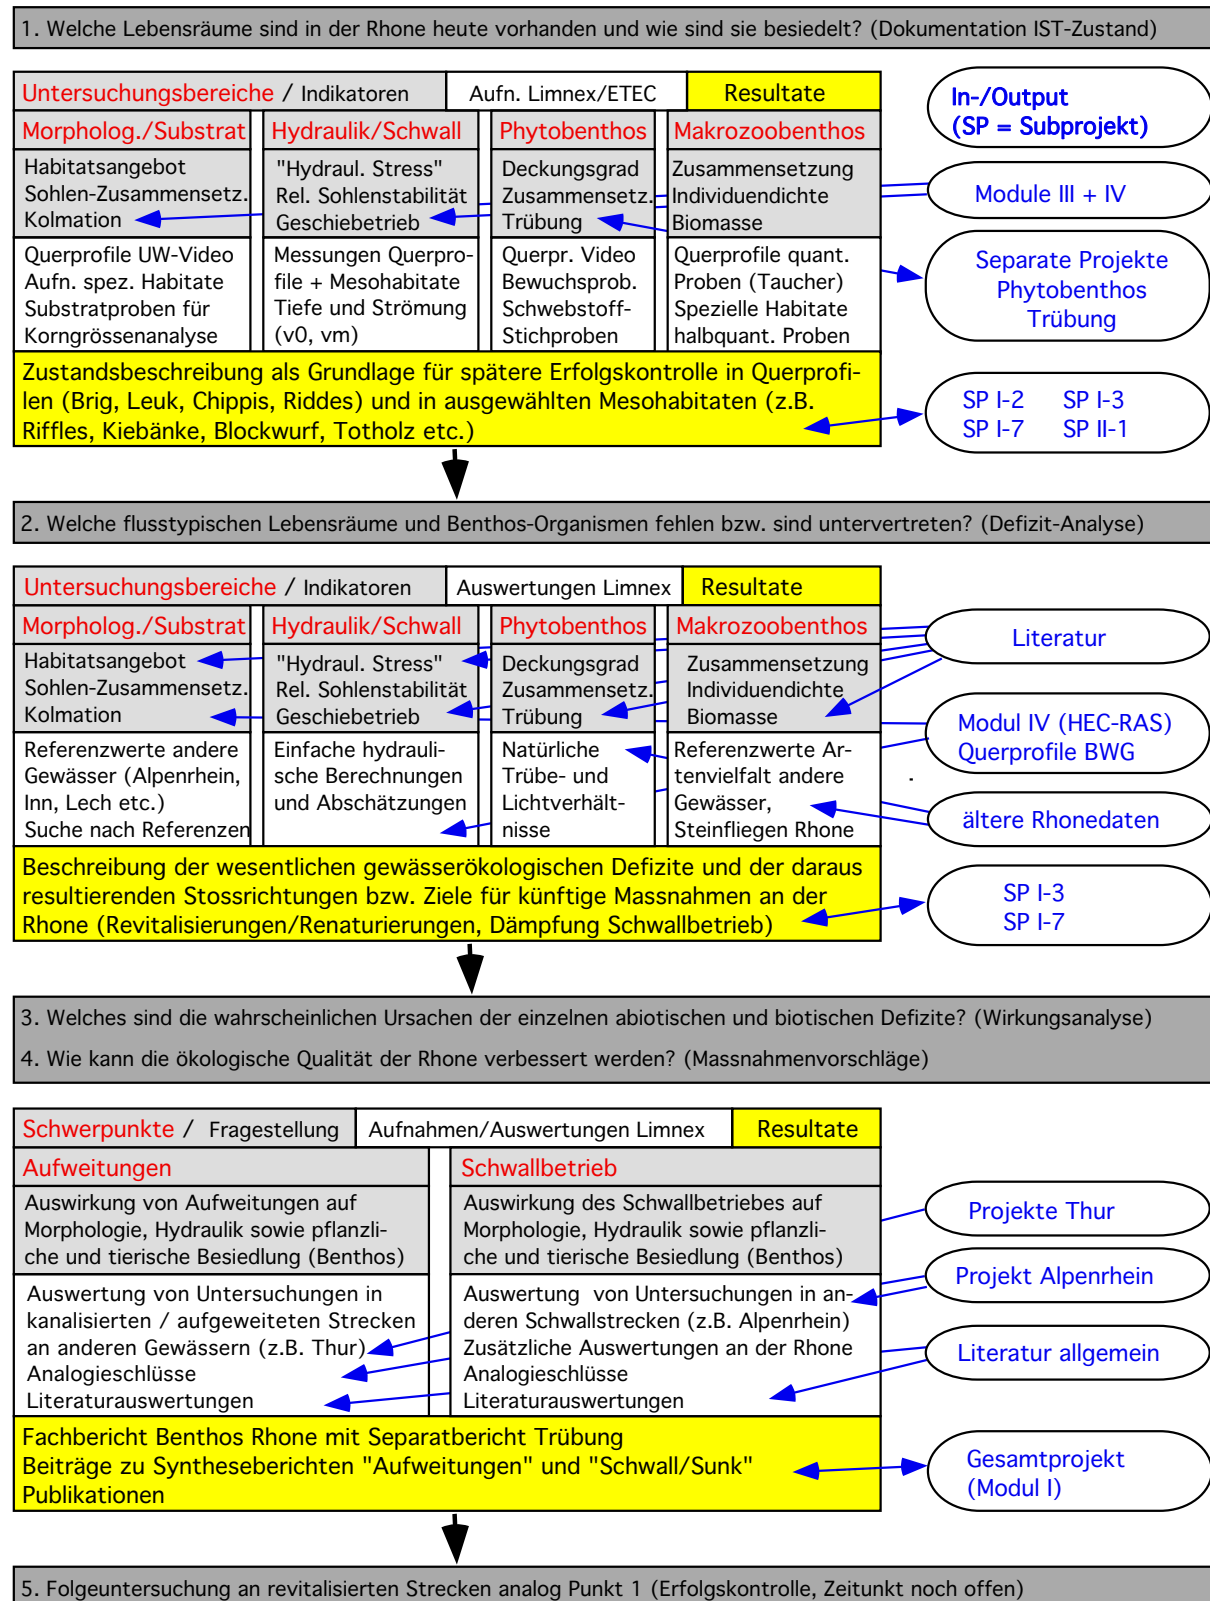 1. Welche Lebensräume sind in der Rhone heute vorhanden und wie sind sie besiedelt? (Dokumentation IST-Zustand)
Untersuchungsbereiche / Indikatoren
Aufn. Limnex/ETEC
Resultate
In-/Output
(SP = Subprojekt)
Morpholog./Substrat
Habitatsangebot
Sohlen-Zusammensetz.
Kolmation
Querprofile UW-Video
Aufn. spez. Habitate
Substratproben für
Korngrössenanalyse
Hydraulik/Schwall
"Hydraul. Stress"
Rel. Sohlenstabilität
Geschiebetrieb
Messungen Querpro-
file + Mesohabitate
Tiefe und Strömung
(v0, vm)
Phytobenthos
Deckungsgrad
Zusammensetz.
Trübung
Querpr. Video
Bewuchsprob.
Schwebstoff-
Stichproben
Makrozoobenthos
Zusammensetzung
Individuendichte
Biomasse
Querprofile quant.
Proben (Taucher)
Spezielle Habitate
halbquant. Proben
Module III + IV
Separate Projekte
Phytobenthos
Trübung
Zustandsbeschreibung als Grundlage für spätere Erfolgskontrolle in Querprofi-
len (Brig, Leuk, Chippis, Riddes) und in ausgewählten Mesohabitaten (z.B.
Riffles, Kiebänke, Blockwurf, Totholz etc.)
SP I-2 SP I-3
SP I-7 SP II-1
2. Welche flusstypischen Lebensräume und Benthos-Organismen fehlen bzw. sind untervertreten? (Defizit-Analyse)
Untersuchungsbereiche / Indikatoren
Auswertungen Limnex
Resultate
Morpholog./Substrat
Habitatsangebot
Sohlen-Zusammensetz.
Kolmation
Referenzwerte andere
Gewässer (Alpenrhein,
Inn, Lech etc.)
Suche nach Referenzen
Hydraulik/Schwall
"Hydraul. Stress"
Rel. Sohlenstabilität
Geschiebetrieb
Einfache hydrauli-
sche Berechnungen
und Abschätzungen
Phytobenthos
Deckungsgrad
Zusammensetz.
Trübung
Natürliche
Trübe- und
Lichtverhält-
nisse
Makrozoobenthos
Zusammensetzung
Individuendichte
Biomasse
Referenzwerte Ar-
tenvielfalt andere
Gewässer,
Steinfliegen Rhone
Literatur
Modul IV (HEC-RAS)
Querprofile BWG
ältere Rhonedaten
Beschreibung der wesentlichen gewässerökologischen Defizite und der daraus
resultierenden Stossrichtungen bzw. Ziele für künftige Massnahmen an der
Rhone (Revitalisierungen/Renaturierungen, Dämpfung Schwallbetrieb)
SP I-3
SP I-7
3. Welches sind die wahrscheinlichen Ursachen der einzelnen abiotischen und biotischen Defizite? (Wirkungsanalyse)
4. Wie kann die ökologische Qualität der Rhone verbessert werden? (Massnahmenvorschläge)
Schwerpunkte / Fragestellung
Aufnahmen/Auswertungen Limnex
Resultate
Aufweitungen
Auswirkung von Aufweitungen auf
Morphologie, Hydraulik sowie pflanzli-
che und tierische Besiedlung (Benthos)
Auswertung von Untersuchungen in
kanalisierten / aufgeweiteten Strecken
an anderen Gewässern (z.B. Thur)
Analogieschlüsse
Literaturauswertungen
Schwallbetrieb
Auswirkung des Schwallbetriebes auf
Morphologie, Hydraulik sowie pflanzli-
che und tierische Besiedlung (Benthos)
Auswertung von Untersuchungen in an-
deren Schwallstrecken (z.B. Alpenrhein)
Zusätzliche Auswertungen an der Rhone
Analogieschlüsse
Literaturauswertungen
Projekte Thur
Projekt Alpenrhein
Literatur allgemein
Fachbericht Benthos Rhone mit Separatbericht Trübung
Beiträge zu Syntheseberichten "Aufweitungen" und "Schwall/Sunk"
Publikationen
Gesamtprojekt
(Modul I)
5. Folgeuntersuchung an revitalisierten Strecken analog Punkt 1 (Erfolgskontrolle, Zeitunkt noch offen)